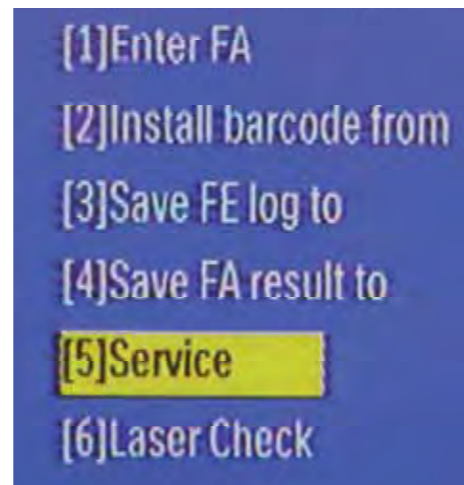 [1]Enter FA
[2]Install barcode from
[3]Save FE log to
[4]Save FA result to
[5]Service
[6]Laser Check